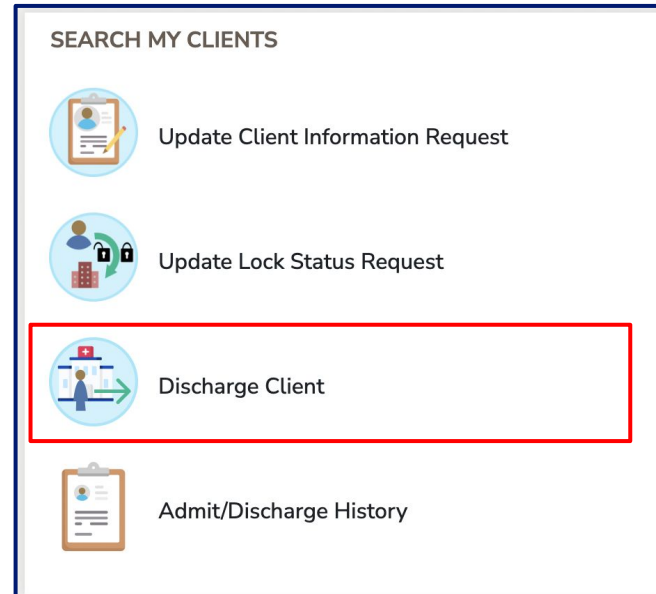 SEARCH MY CLIENTS
Update Client Information Request
Update Lock Status Request
Discharge Client
Admit/Discharge History